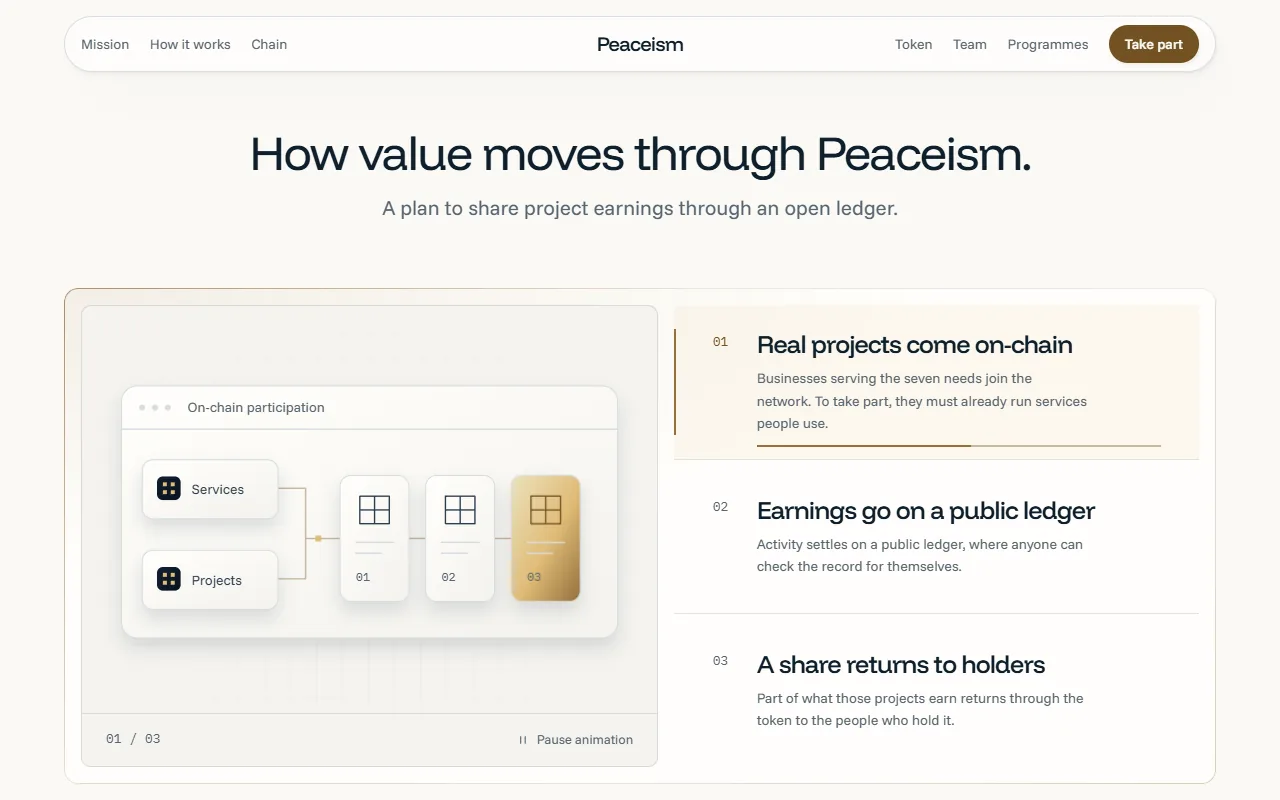 Mission
How it works
Chain
Peaceism
Token
Team
Programmes
Take part
How value moves through Peaceism.
A plan to share project earnings through an open ledger.
On-chain participation
Services
Projects
01
02
03
01 / 03
Pause animation
01
Real projects come on-chain
Businesses serving the seven needs join the
network. To take part, they must already run services
people use.
02
Earnings go on a public ledger
Activity settles on a public ledger, where anyone can
check the record for themselves.
03
A share returns to holders
Part of what those projects earn returns through the
token to the people who hold it.